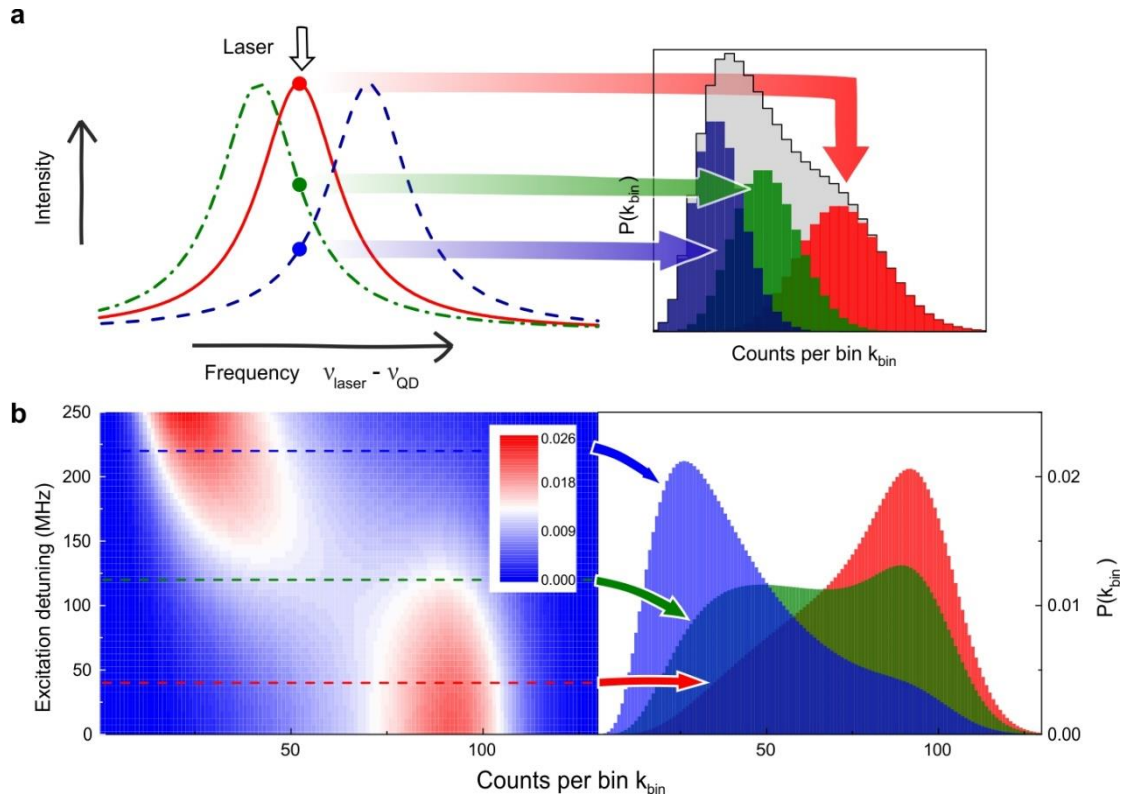 a
Laser
Intensity
Frequency ν_laser - ν_QD
P(k_bin)
Counts per bin k_bin
b
250
200
150
100
50
0
Excitation detuning (MHz)
0.026
0.018
0.009
0.000
50
100
50
100
0.02
0.01
0.00
P(k_bin)
Counts per bin k_bin